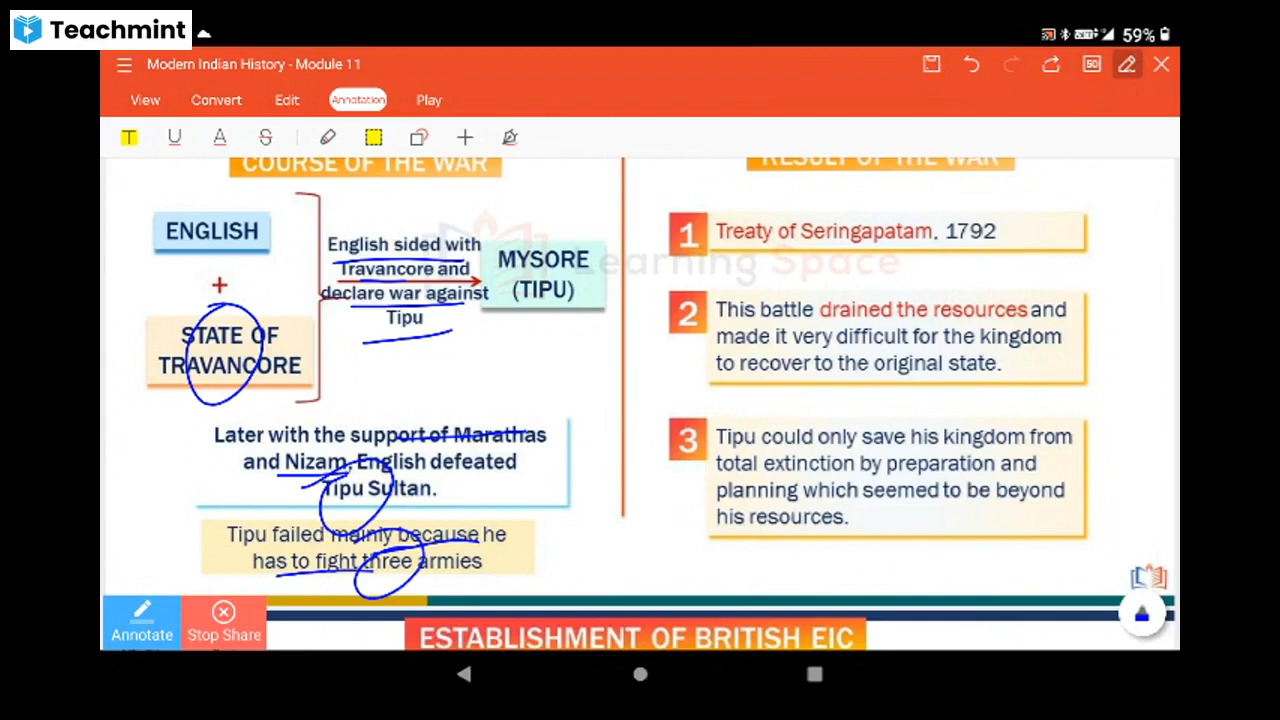 Teachmint
59%
Modern Indian History - Module 11
50
View Convert Edit Annotation Play
T U A S
COURSE OF THE WAR
ENGLISH
+
STATE OF
TRAVANCORE
English sided with
Travancore and
declare war against
Tipu
MYSORE
(TIPU)
Later with the support of Marathas
and Nizam, English defeated
Tipu Sultan.
Tipu failed mainly because he
has to fight three armies
RESULT OF THE WAR
1 Treaty of Seringapatam, 1792
Learning Space
2 This battle drained the resources and
made it very difficult for the kingdom
to recover to the original state.
3 Tipu could only save his kingdom from
total extinction by preparation and
planning which seemed to be beyond
his resources.
Annotate
Stop Share
ESTABLISHMENT OF BRITISH EIC